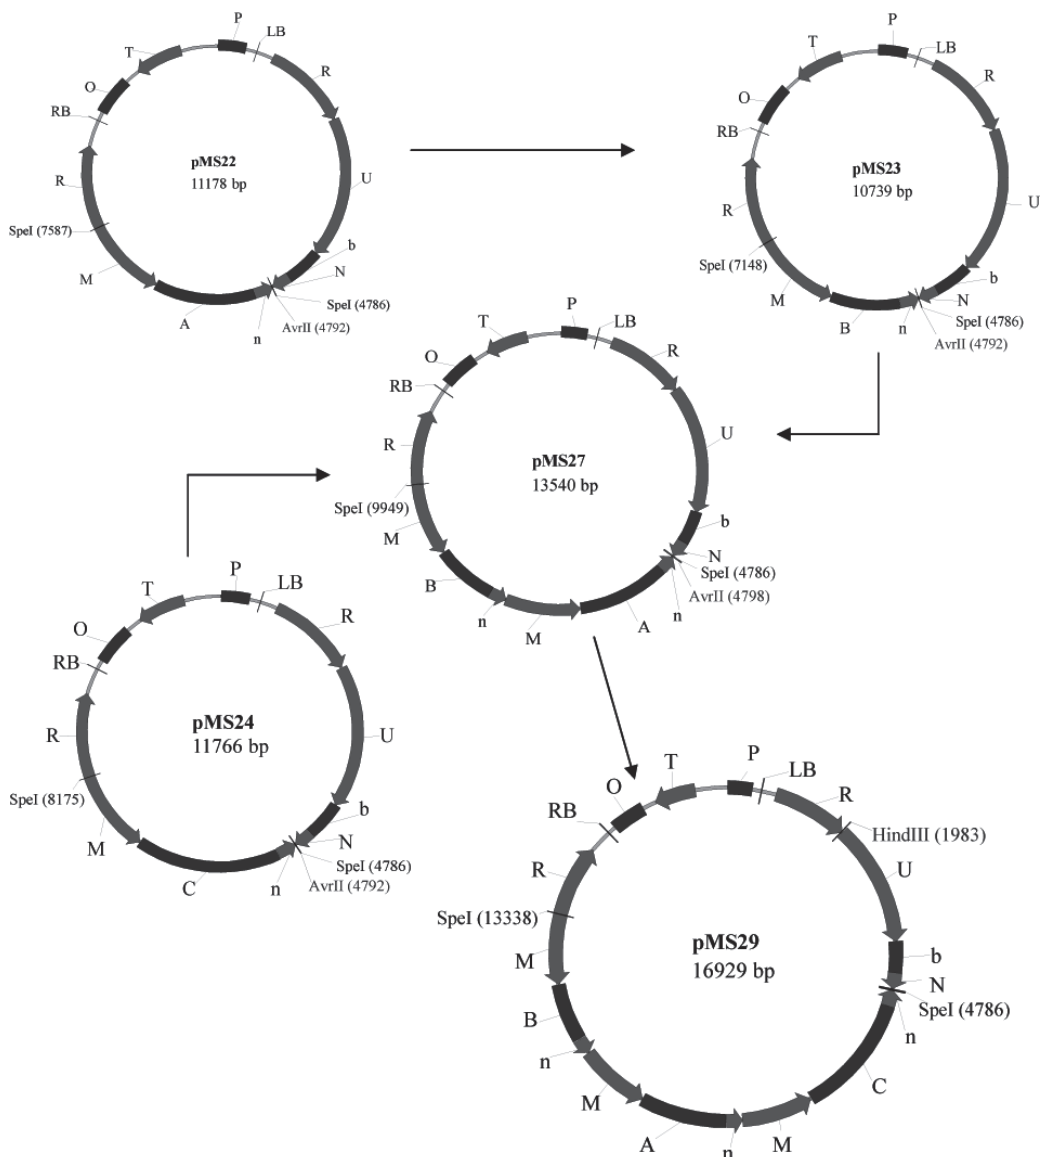 P
LB
T
R
O
RB
pMS22
11178 bp
R
U
SpeI (7587)
b
M
N
SpeI (4786)
A
AvrII (4792)
n
P
LB
T
R
O
RB
pMS23
10739 bp
R
U
SpeI (7148)
b
M
N
SpeI (4786)
B
n
AvrII (4792)
P
LB
T
R
O
RB
R
U
pMS27
13540 bp
SpeI (9949)
M
b
N
SpeI (4786)
B
AvrII (4798)
n
n
M
A
P
LB
T
R
O
RB
pMS24
11766 bp
R
U
SpeI (8175)
b
M
N
SpeI (4786)
AvrII (4792)
C
n
P
LB
T
R
O
RB
HindIII (1983)
R
U
SpeI (13338)
pMS29
16929 bp
M
b
N
SpeI (4786)
B
n
n
C
M
A
n
M